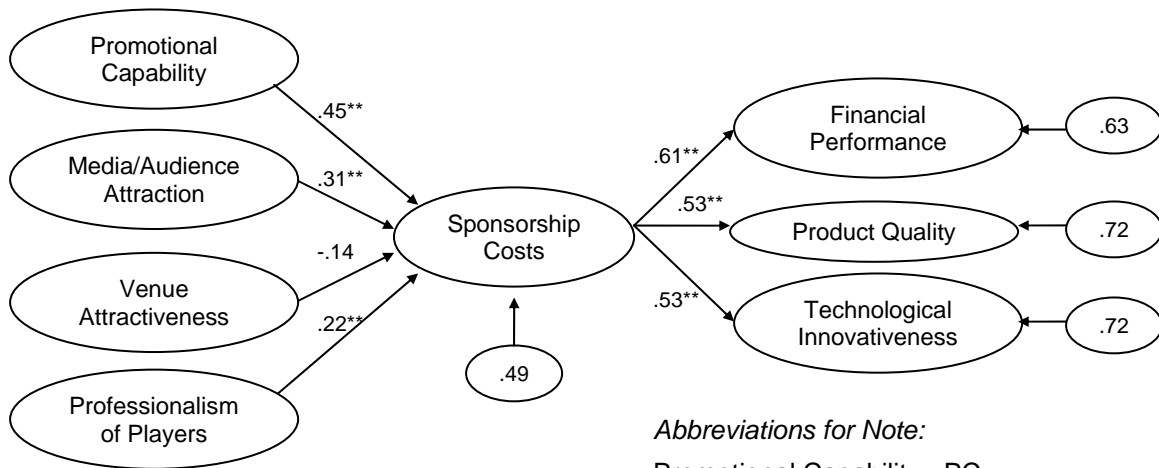 Promotional
Capability
Media/Audience
Attraction
Venue
Attractiveness
Professionalism
of Players
.45**
.31**
-.14
.22**
Sponsorship
Costs
.49
.61**
.53**
.53**
Financial
Performance
Product Quality
Technological
Innovativeness
.63
.72
.72
Abbreviations for Note: